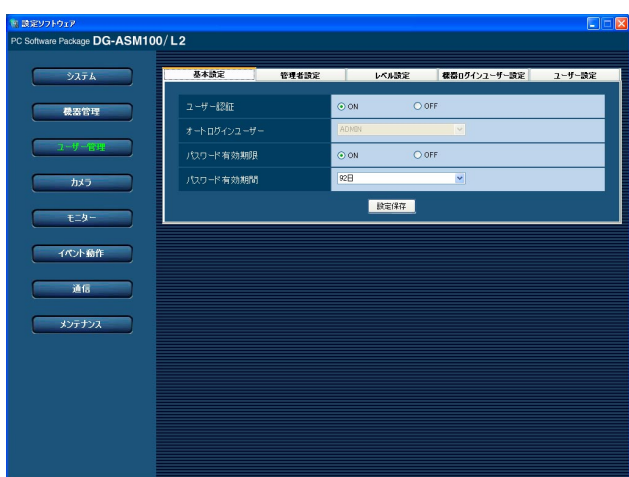 設定ソフトウェア
PC Software Package DG-ASM100/L2
システム
機器管理
ユーザー管理
カメラ
モニター
イベント動作
通信
メンテナンス
基本設定 管理者設定 レベル設定 機器ログインユーザー設定 ユーザー設定
ユーザー認証 ON OFF
オートログインユーザー ADMIN
パスワード有効期限 ON OFF
パスワード有効期間 92日
設定保存